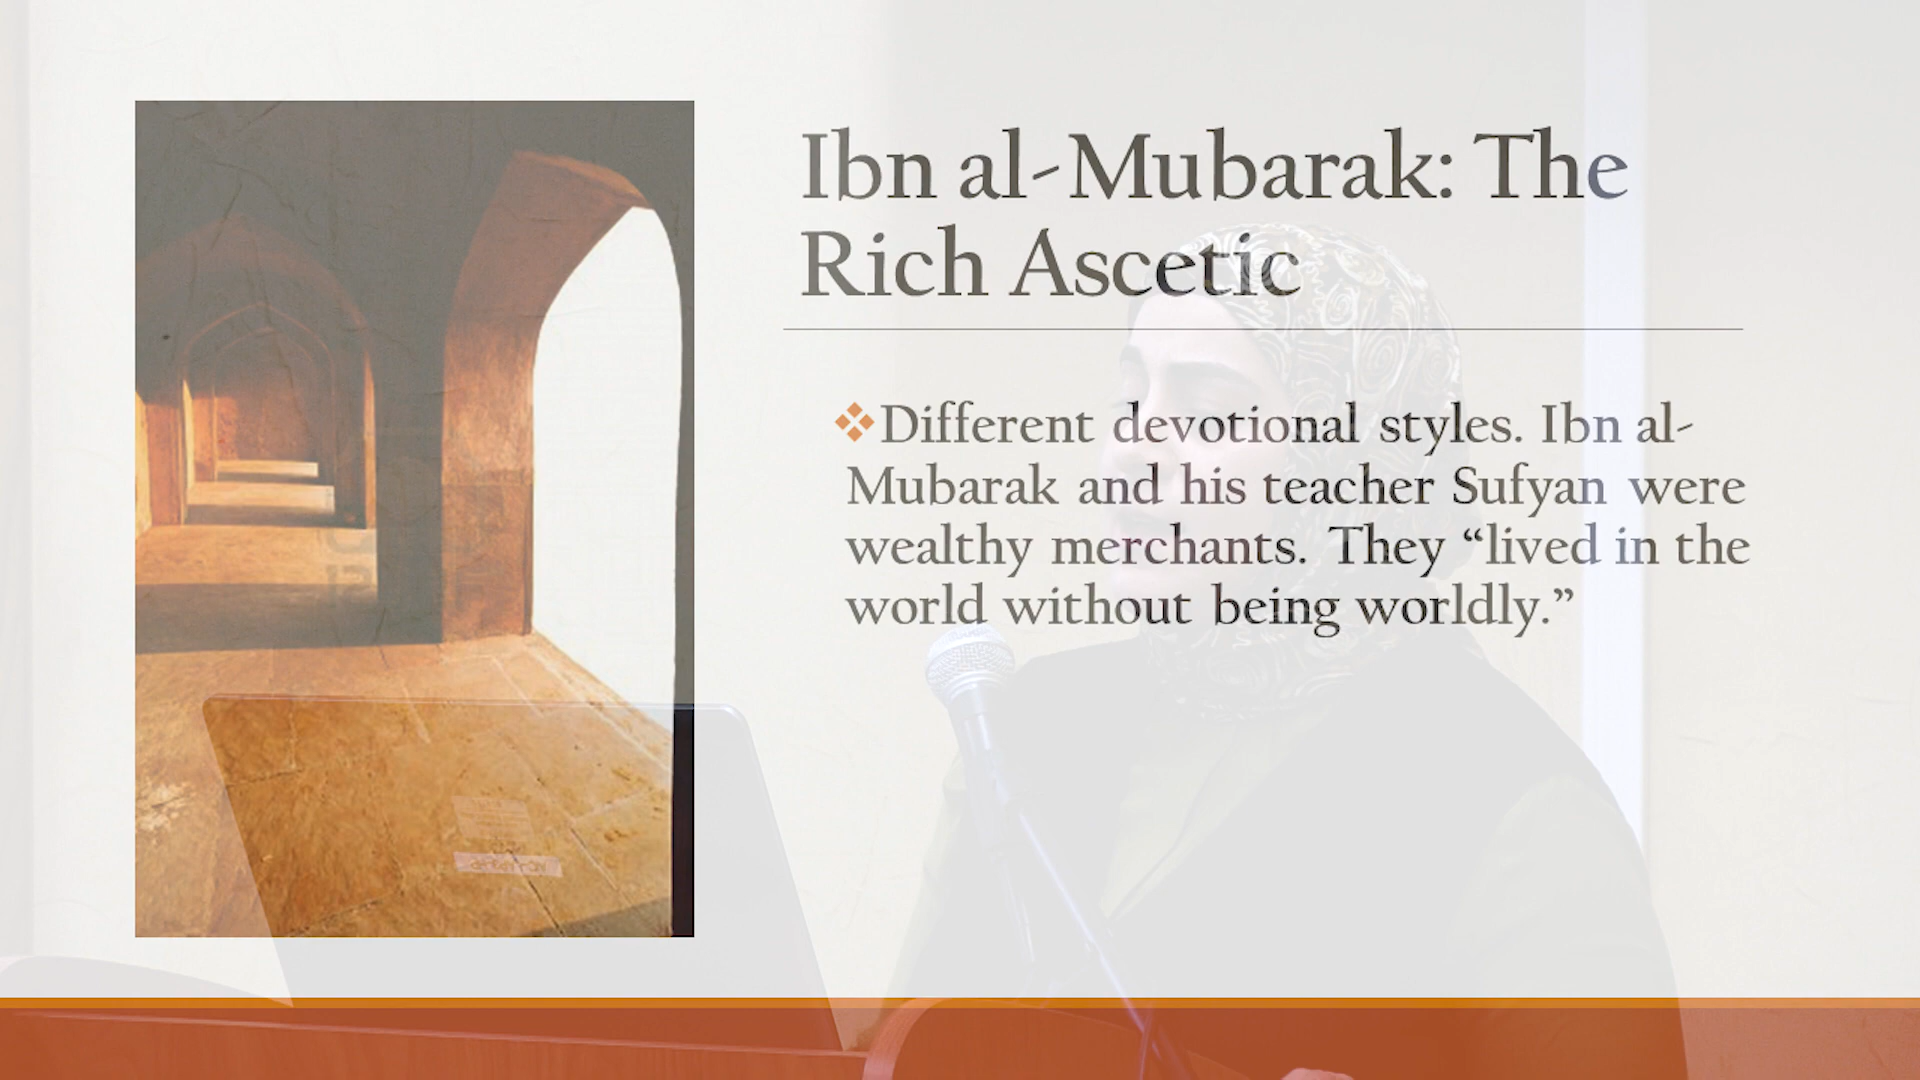 Ibn al-Mubarak: The
Rich Ascetic
Different devotional styles. Ibn al-
Mubarak and his teacher Sufyan were
wealthy merchants. They “lived in the
world without being worldly.”